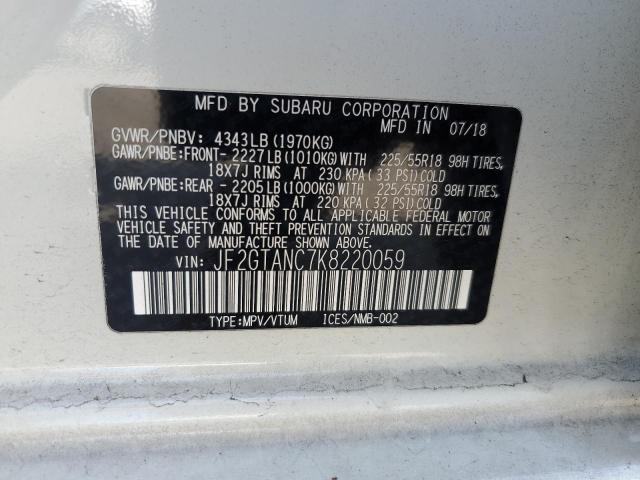 MFD BY SUBARU CORPORATION
MFD IN 07/18
GVWR/PNBV: 4343LB (1970KG)
GAWR/PNBE:FRONT- 2227LB (1010KG)WITH 225/55R18 98H TIRES,
18X7J RIMS AT 230 KPA ( 33 PSI)COLD
GAWR/PNBE:REAR - 2205LB (1000KG)WITH 225/55R18 98H TIRES,
18X7J RIMS AT 220 KPA ( 32 PSI)COLD
THIS VEHICLE CONFORMS TO ALL APPLICABLE FEDERAL MOTOR
VEHICLE SAFETY AND THEFT PREVENTION STANDARDS IN EFFECT ON
THE DATE OF MANUFACTURE SHOWN ABOVE.
VIN: JF2GTANC7K8220059
TYPE:MPV/VTUM ICES/NMB-002